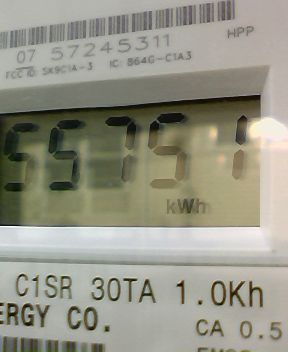 HPP
07 57245311
FCC ID: SK9C1A-3 IC: 864G-C1A3
55751
kWh
C1SR 30TA 1.0Kh
ERGY CO.
CA 0.5